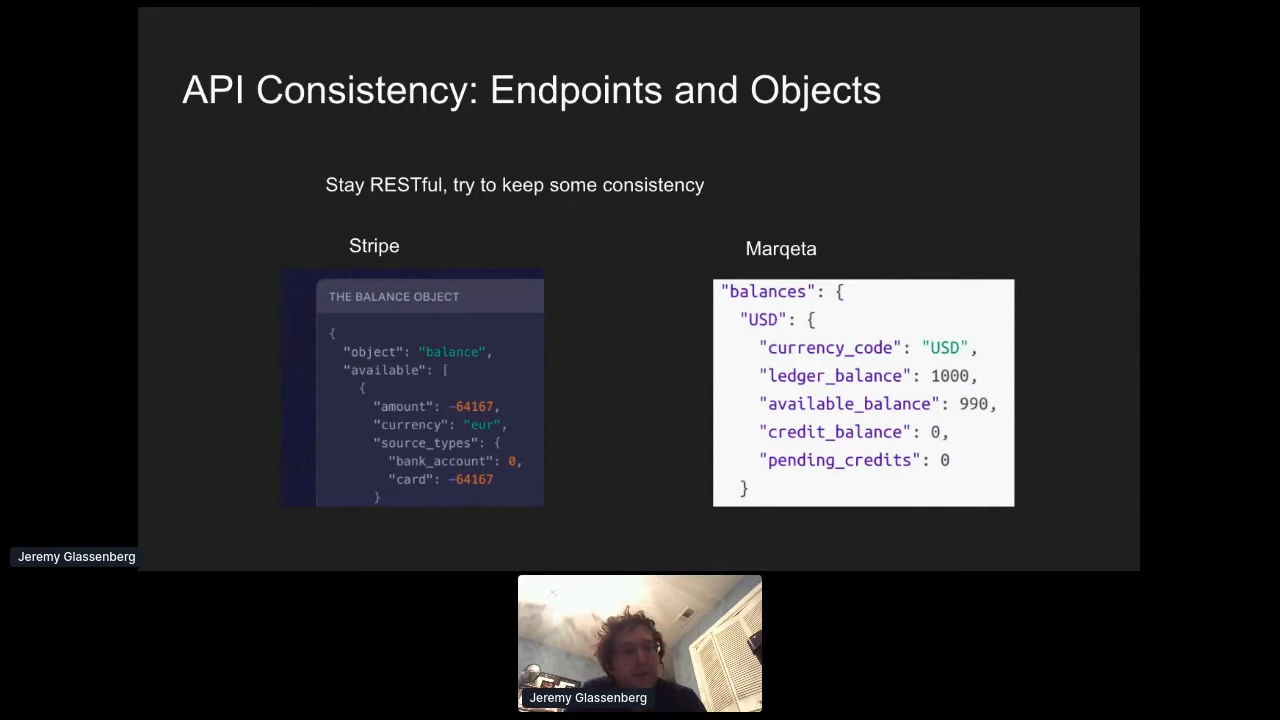 API Consistency: Endpoints and Objects
Stay RESTful, try to keep some consistency
Stripe
THE BALANCE OBJECT
{
"object": "balance",
"available": [
{
"amount": -64167,
"currency": "eur",
"source_types": {
"bank_account": 0,
"card": -64167
}
Marqeta
"balances": {
"USD": {
"currency_code": "USD",
"ledger_balance": 1000,
"available_balance": 990,
"credit_balance": 0,
"pending_credits": 0
}
Jeremy Glassenberg
Jeremy Glassenberg